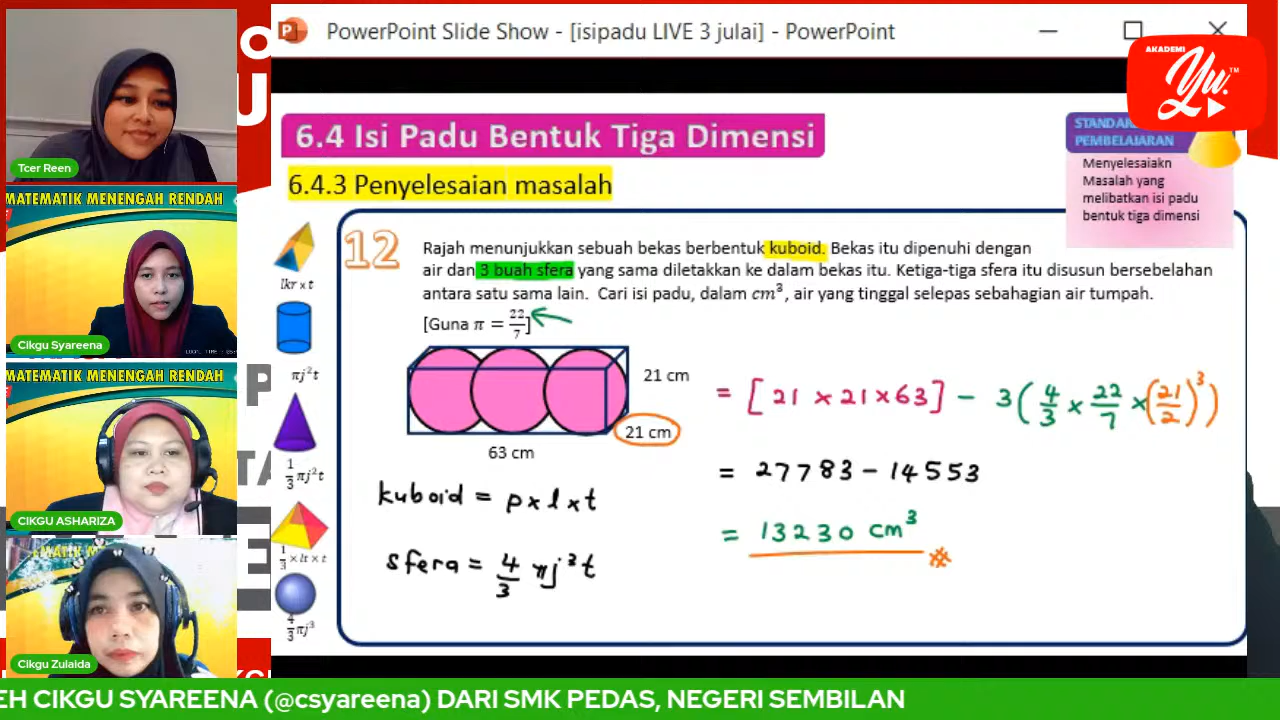 PowerPoint Slide Show - [isipadu LIVE 3 julai] - PowerPoint
AKADEMI
Yu.
TM
Tcer Reen
MATEMATIK MENENGAH RENDAH
Cikgu Syareena
MATEMATIK MENENGAH RENDAH
CIKGU ASHARIZA
Cikgu Zulaida
6.4 Isi Padu Bentuk Tiga Dimensi
6.4.3 Penyelesaian masalah
PEMBELAJARAN
Menyelesaiakn
Masalah yang
melibatkan isi padu
bentuk tiga dimensi
12
Rajah menunjukkan sebuah bekas berbentuk kuboid. Bekas itu dipenuhi dengan
air dan 3 buah sfera yang sama diletakkan ke dalam bekas itu. Ketiga-tiga sfera itu disusun bersebelahan
antara satu sama lain. Cari isi padu, dalam cm³, air yang tinggal selepas sebahagian air tumpah.
[Guna π = 22/7]
lkr × t
πj²t
1/3 πj²t
1/3 × lt × t
4/3 πj³
21 cm
21 cm
63 cm
kuboid = p×l×t
sfera = 4/3 πj³t
= [21 × 21 × 63] - 3(4/3 × 22/7 × (21/2)³)
= 27783 - 14553
= 13230 cm³
EH CIKGU SYAREENA (@csyareena) DARI SMK PEDAS, NEGERI SEMBILAN